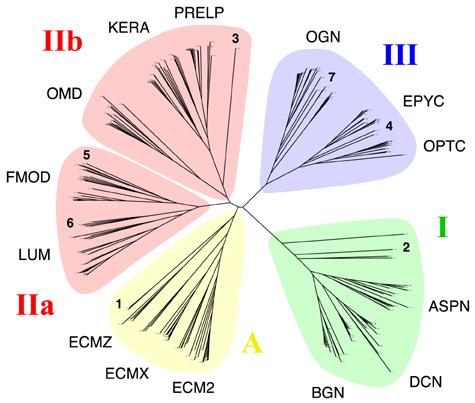 PRELP
KERA
IIb
3
OGN
III
7
OMD
EPYC
4
OPTC
5
FMOD
6
LUM
IIa
I
2
1
ASPN
ECMZ
A
ECMX
ECM2
BGN
DCN